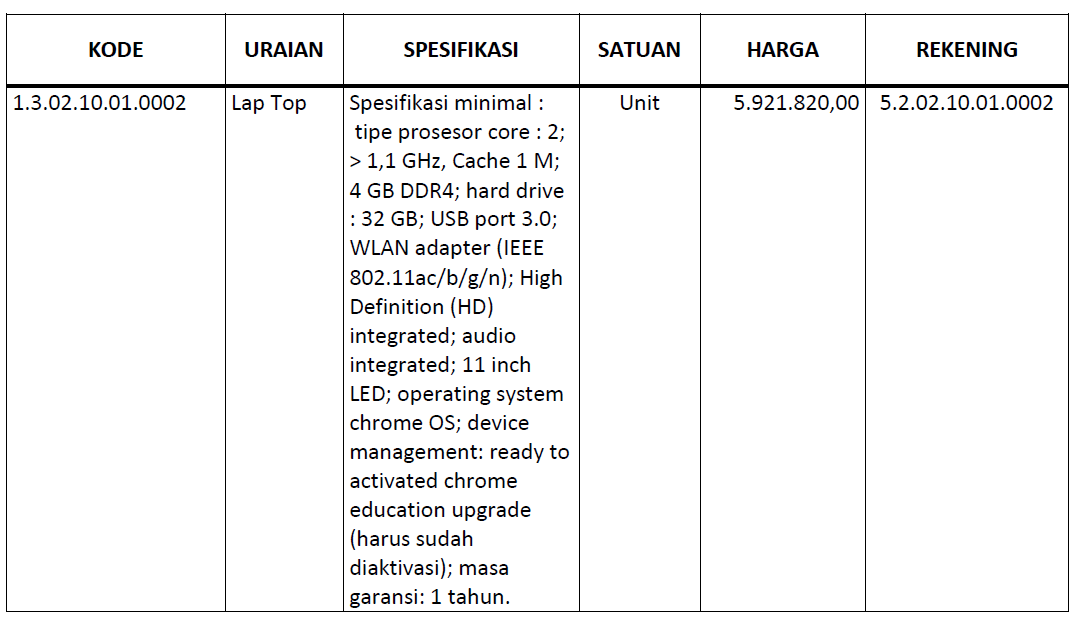 KODE URAIAN SPESIFIKASI SATUAN HARGA REKENING
1.3.02.10.01.0002 Lap Top Spesifikasi minimal : Unit 5.921.820,00 5.2.02.10.01.0002
tipe prosesor core : 2;
> 1,1 GHz, Cache 1 M;
4 GB DDR4; hard drive
: 32 GB; USB port 3.0;
WLAN adapter (IEEE
802.11ac/b/g/n); High
Definition (HD)
integrated; audio
integrated; 11 inch
LED; operating system
chrome OS; device
management: ready to
activated chrome
education upgrade
(harus sudah
diaktivasi); masa
garansi: 1 tahun.